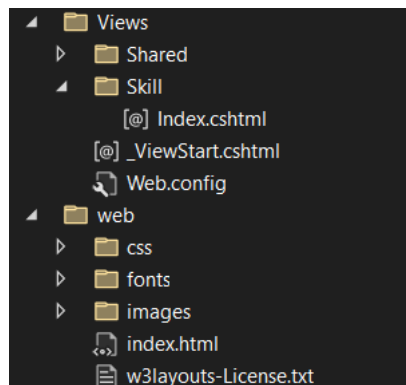 Views
Shared
Skill
[@] Index.cshtml
[@] _ViewStart.cshtml
Web.config
web
css
fonts
images
index.html
w3layouts-License.txt